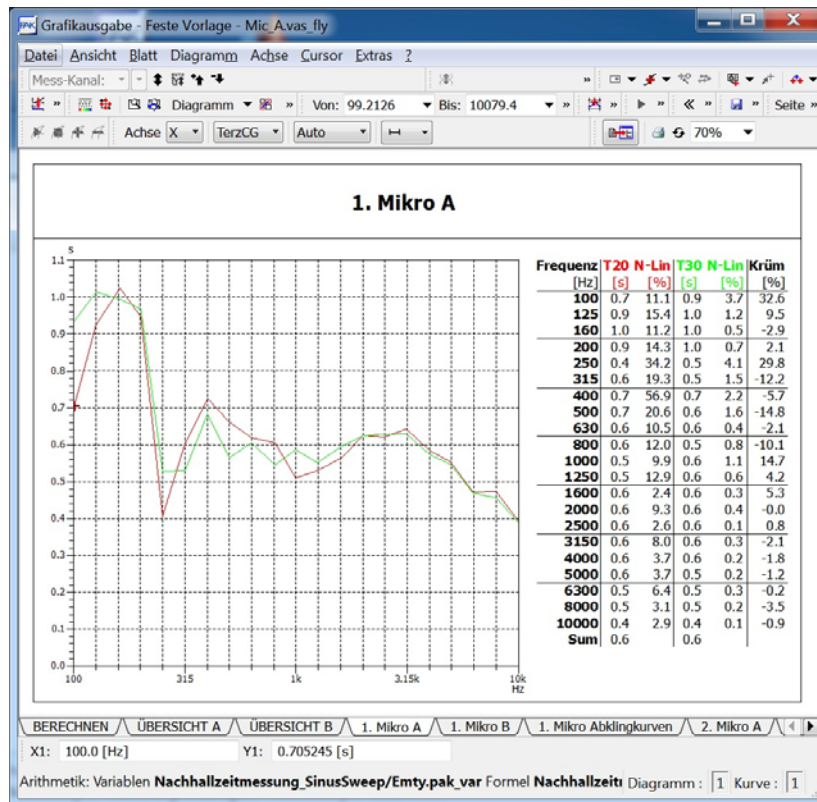 PAK Grafikausgabe - Feste Vorlage - Mic_A.vas_fly
Datei Ansicht Blatt Diagramm Achse Cursor Extras ?
Mess-Kanal: - - »
» Diagramm » Von: 99.2126 Bis: 10079.4 » » » « » » Seite »
Achse X TerzCG Auto 70%
1. Mikro A
s
1.1
1.0
0.9
0.8
0.7
0.6
0.5
0.4
0.3
0.2
0.1
0.0
100 315 1k 3.15k 10k
Hz
Frequenz T20 N-Lin T30 N-Lin Krüm
[Hz] [s] [%] [s] [%] [%]
100 0.7 11.1 0.9 3.7 32.6
125 0.9 15.4 1.0 1.2 9.5
160 1.0 11.2 1.0 0.5 -2.9
200 0.9 14.3 1.0 0.7 2.1
250 0.4 34.2 0.5 4.1 29.8
315 0.6 19.3 0.5 1.5 -12.2
400 0.7 56.9 0.7 2.2 -5.7
500 0.7 20.6 0.6 1.6 -14.8
630 0.6 10.5 0.6 0.4 -2.1
800 0.6 12.0 0.5 0.8 -10.1
1000 0.5 9.9 0.6 1.1 14.7
1250 0.5 12.9 0.6 0.6 4.2
1600 0.6 2.4 0.6 0.3 5.3
2000 0.6 9.3 0.6 0.4 -0.0
2500 0.6 2.6 0.6 0.1 0.8
3150 0.6 8.0 0.6 0.3 -2.1
4000 0.6 3.7 0.6 0.2 -1.8
5000 0.6 3.7 0.5 0.2 -1.2
6300 0.5 6.4 0.5 0.3 -0.2
8000 0.5 3.1 0.5 0.2 -3.5
10000 0.4 2.9 0.4 0.1 -0.9
Sum 0.6 0.6
BERECHNEN ÜBERSICHT A ÜBERSICHT B 1. Mikro A 1. Mikro B 1. Mikro Abklingkurven 2. Mikro A
X1: 100.0 [Hz] Y1: 0.705245 [s]
Arithmetik: Variablen Nachhallzeitmessung_SinusSweep/Emty.pak_var Formel Nachhallzeit Diagramm : 1 Kurve : 1